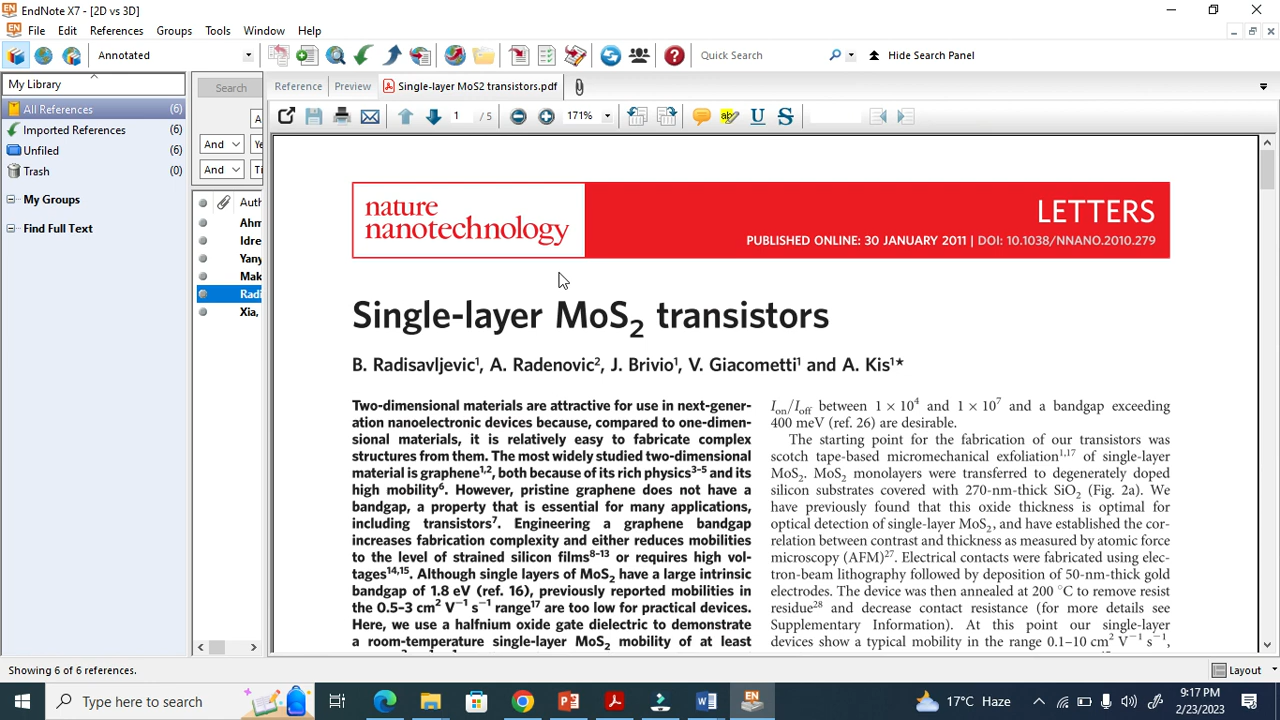 EndNote X7 - [2D vs 3D]
File Edit References Groups Tools Window Help
Annotated
Quick Search
Hide Search Panel
My Library
All References (6)
Imported References (6)
Unfiled (6)
Trash (0)
My Groups
Find Full Text
Search
A
And Ye
And Ti
Auth
Ahm
Idre
Yany
Mak
Radi
Xia,
Reference Preview Single-layer MoS2 transistors.pdf
1 / 5 171%
nature
nanotechnology
LETTERS
PUBLISHED ONLINE: 30 JANUARY 2011 | DOI: 10.1038/NNANO.2010.279
Single-layer MoS₂ transistors
B. Radisavljevic¹, A. Radenovic², J. Brivio¹, V. Giacometti¹ and A. Kis¹*
Two-dimensional materials are attractive for use in next-gener-
ation nanoelectronic devices because, compared to one-dimen-
sional materials, it is relatively easy to fabricate complex
structures from them. The most widely studied two-dimensional
material is graphene¹,², both because of its rich physics³⁻⁵ and its
high mobility⁶. However, pristine graphene does not have a
bandgap, a property that is essential for many applications,
including transistors⁷. Engineering a graphene bandgap
increases fabrication complexity and either reduces mobilities
to the level of strained silicon films⁸⁻¹³ or requires high vol-
tages¹⁴,¹⁵. Although single layers of MoS₂ have a large intrinsic
bandgap of 1.8 eV (ref. 16), previously reported mobilities in
the 0.5–3 cm² V⁻¹ s⁻¹ range¹⁷ are too low for practical devices.
Here, we use a halfnium oxide gate dielectric to demonstrate
a room-temperature single-layer MoS₂ mobility of at least
Ion/Ioff between 1 × 10⁴ and 1 × 10⁷ and a bandgap exceeding
400 meV (ref. 26) are desirable.
The starting point for the fabrication of our transistors was
scotch tape-based micromechanical exfoliation¹,¹⁷ of single-layer
MoS₂. MoS₂ monolayers were transferred to degenerately doped
silicon substrates covered with 270-nm-thick SiO₂ (Fig. 2a). We
have previously found that this oxide thickness is optimal for
optical detection of single-layer MoS₂, and have established the cor-
relation between contrast and thickness as measured by atomic force
microscopy (AFM)²⁷. Electrical contacts were fabricated using elec-
tron-beam lithography followed by deposition of 50-nm-thick gold
electrodes. The device was then annealed at 200 °C to remove resist
residue²⁸ and decrease contact resistance (for more details see
Supplementary Information). At this point our single-layer
devices show a typical mobility in the range 0.1–10 cm² V⁻¹ s⁻¹,
Showing 6 of 6 references.
Layout
Type here to search
17°C Haze
9:17 PM
2/23/2023